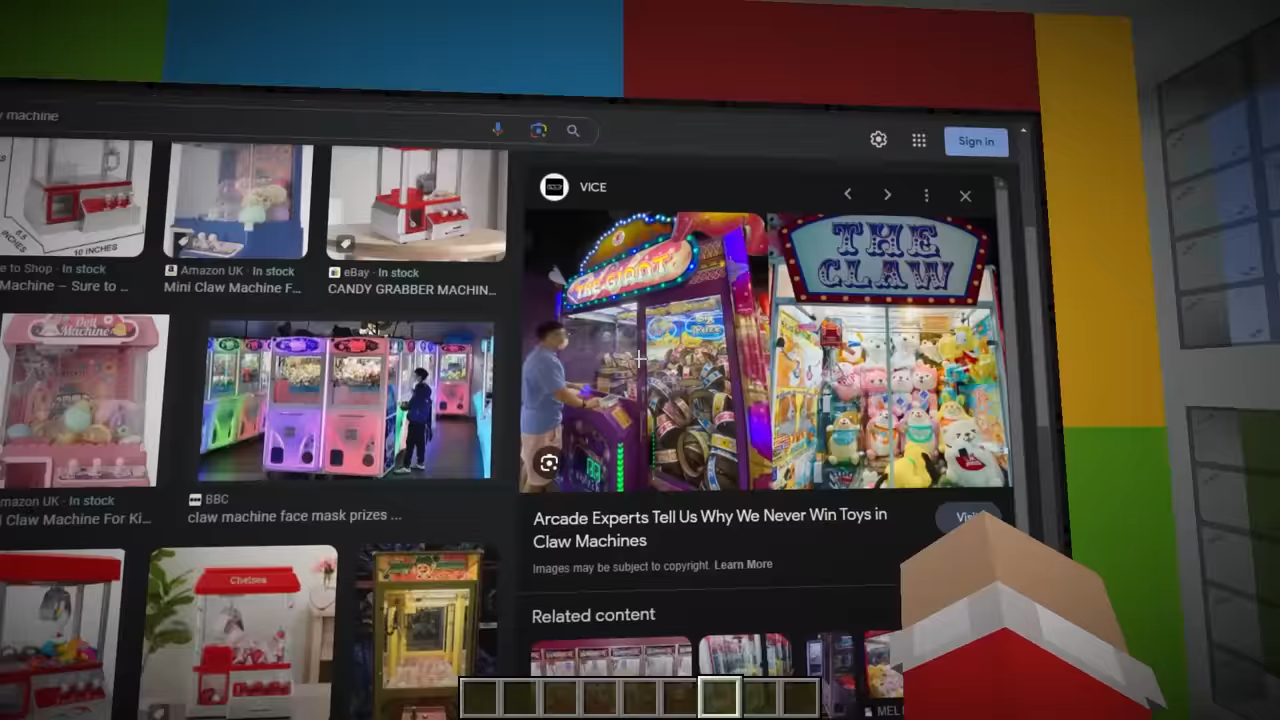 machine
Sign in
VICE
INCHES
10 INCHES
THE GIANT
THE
CLAW
e to Shop · In stock
Machine – Sure to ...
Amazon UK · In stock
Mini Claw Machine F...
eBay · In stock
CANDY GRABBER MACHIN...
Doll
Machine
mazon UK · In stock
l Claw Machine For Ki...
BBC
claw machine face mask prizes ...
Arcade Experts Tell Us Why We Never Win Toys in
Claw Machines
Images may be subject to copyright. Learn More
Related content
Chelsea